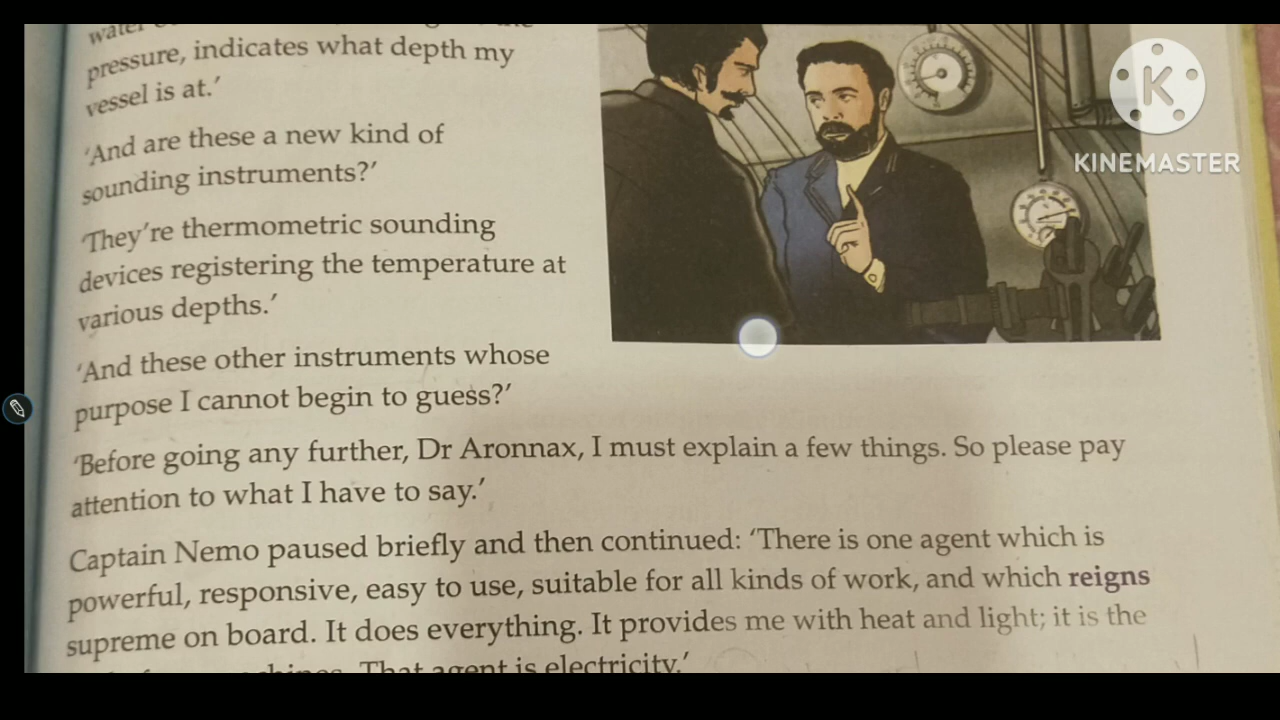 water
pressure, indicates what depth my
vessel is at.’
‘And are these a new kind of
sounding instruments?’
‘They’re thermometric sounding
devices registering the temperature at
various depths.’
‘And these other instruments whose
purpose I cannot begin to guess?’
‘Before going any further, Dr Aronnax, I must explain a few things. So please pay
attention to what I have to say.’
Captain Nemo paused briefly and then continued: ‘There is one agent which is
powerful, responsive, easy to use, suitable for all kinds of work, and which reigns
supreme on board. It does everything. It provides me with heat and light; it is the
That agent is electricity.’
K
KINEMASTER